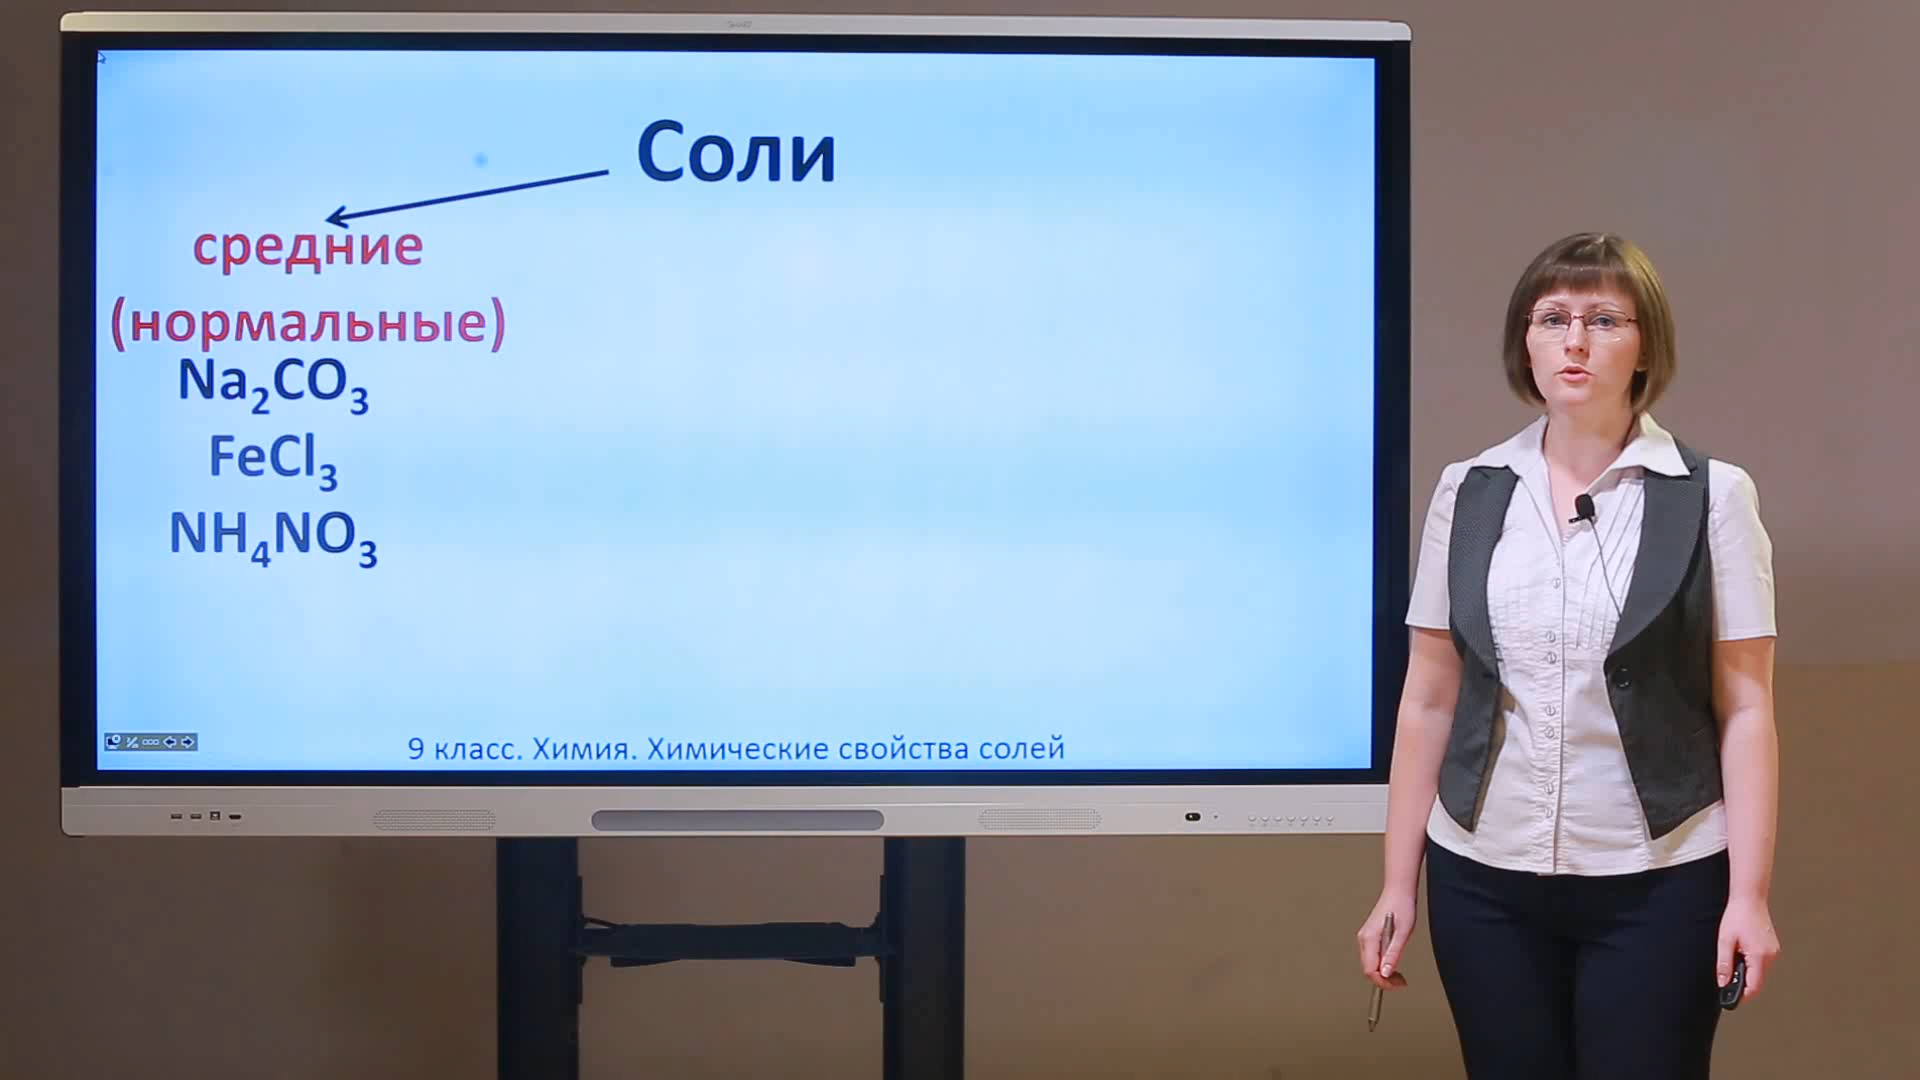 Соли
средние
(нормальные)
Na₂CO₃
FeCl₃
NH₄NO₃
9 класс. Химия. Химические свойства солей